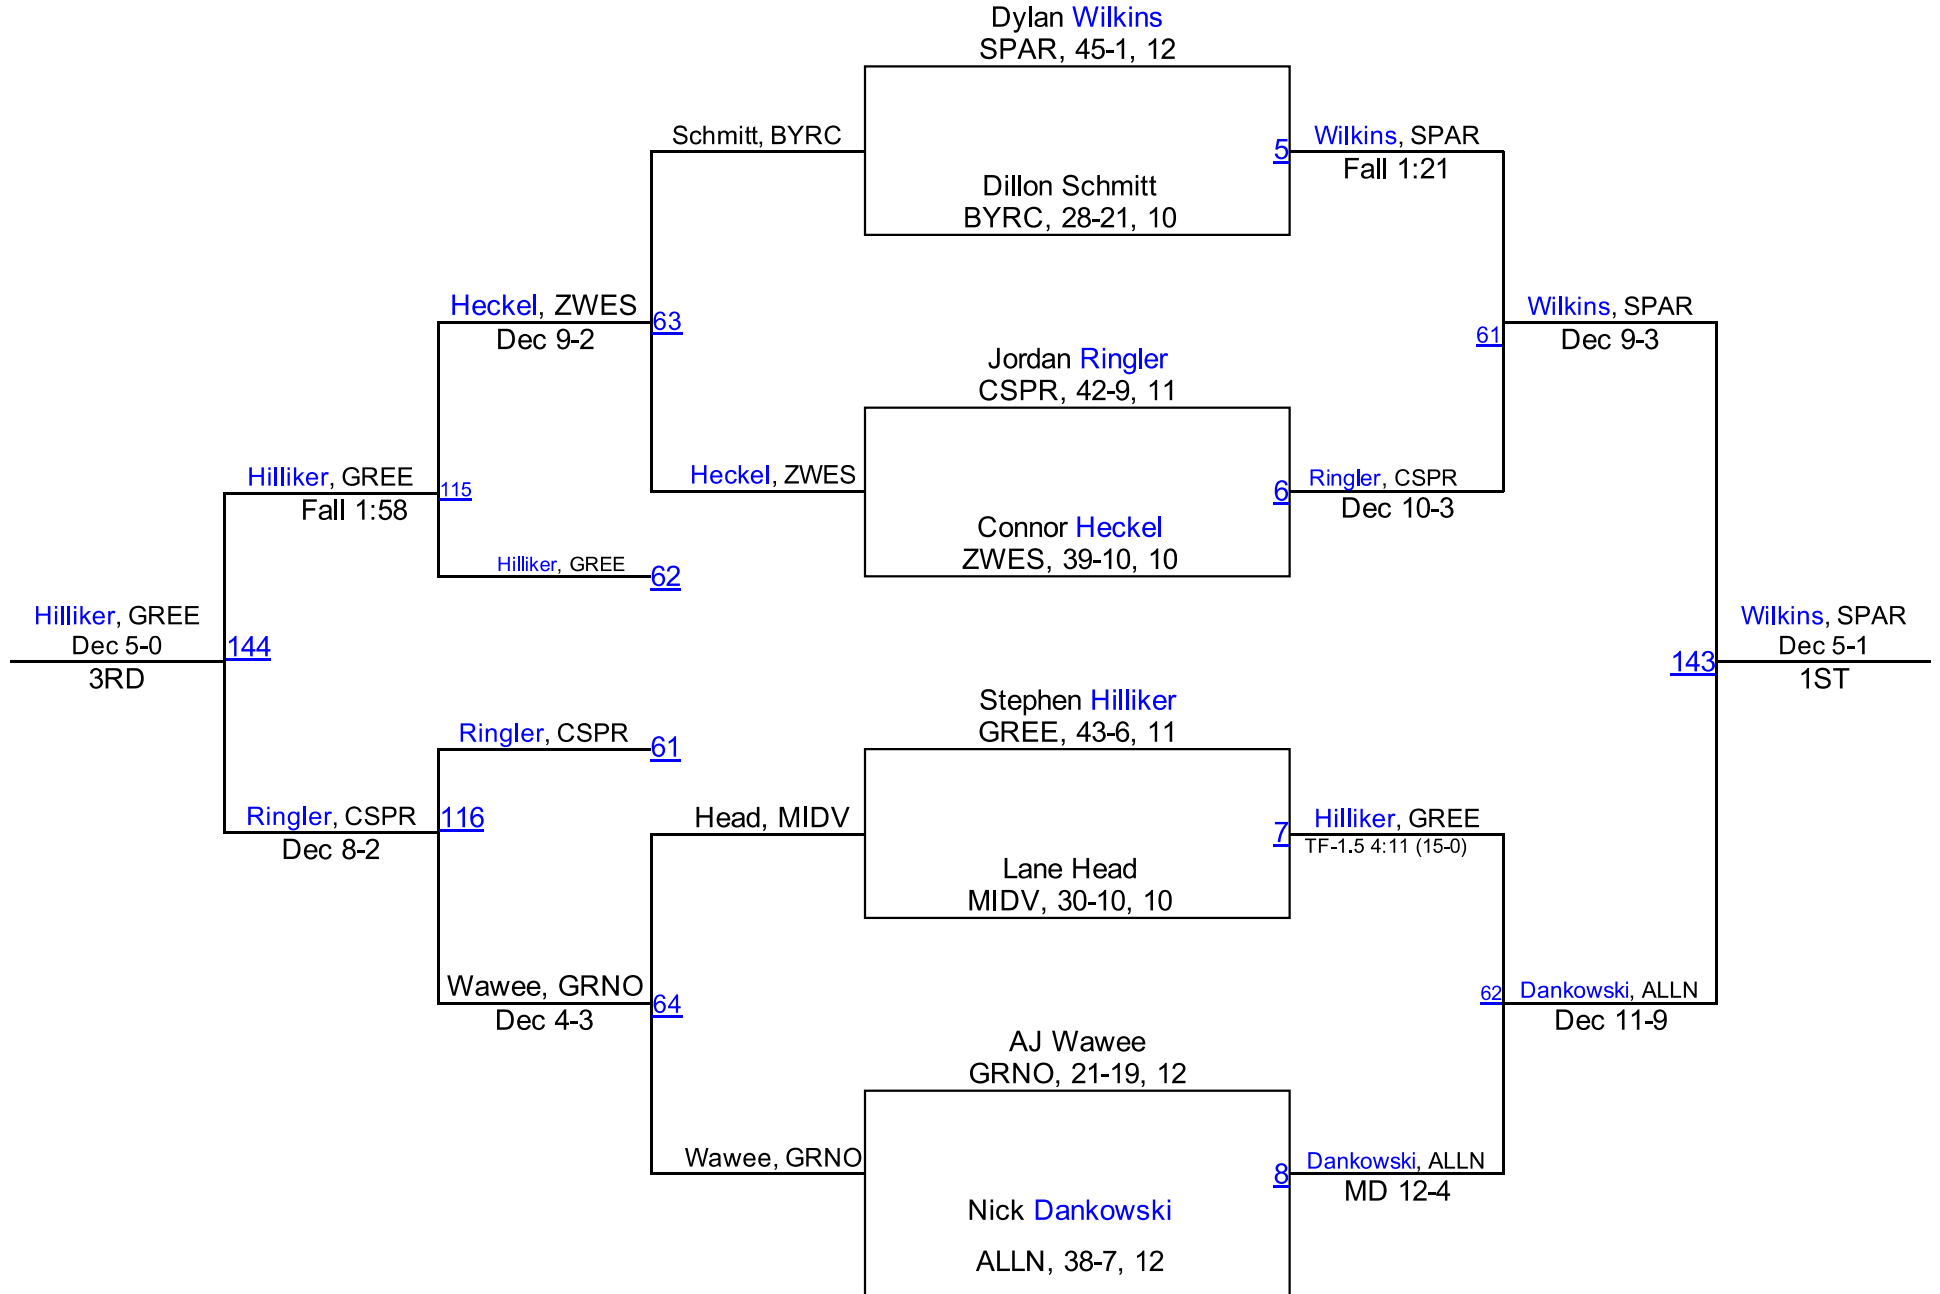 Dylan Wilkins
SPAR, 45-1, 12
Schmitt, BYRC
5
Wilkins, SPAR
Fall 1:21
Dillon Schmitt
BYRC, 28-21, 10
Heckel, ZWES
63
Dec 9-2
61
Wilkins, SPAR
Dec 9-3
Jordan Ringler
CSPR, 42-9, 11
Hilliker, GREE
115
Fall 1:58
Heckel, ZWES
6
Ringler, CSPR
Dec 10-3
Connor Heckel
ZWES, 39-10, 10
Hilliker, GREE
62
Hilliker, GREE
Dec 5-0
144
3RD
Wilkins, SPAR
Dec 5-1
143
1ST
Stephen Hilliker
GREE, 43-6, 11
Ringler, CSPR
61
Ringler, CSPR
116
Dec 8-2
Head, MIDV
7
Hilliker, GREE
TF-1.5 4:11 (15-0)
Lane Head
MIDV, 30-10, 10
Wawee, GRNO
64
Dec 4-3
62
Dankowski, ALLN
Dec 11-9
AJ Wawee
GRNO, 21-19, 12
Wawee, GRNO
8
Dankowski, ALLN
MD 12-4
Nick Dankowski
ALLN, 38-7, 12